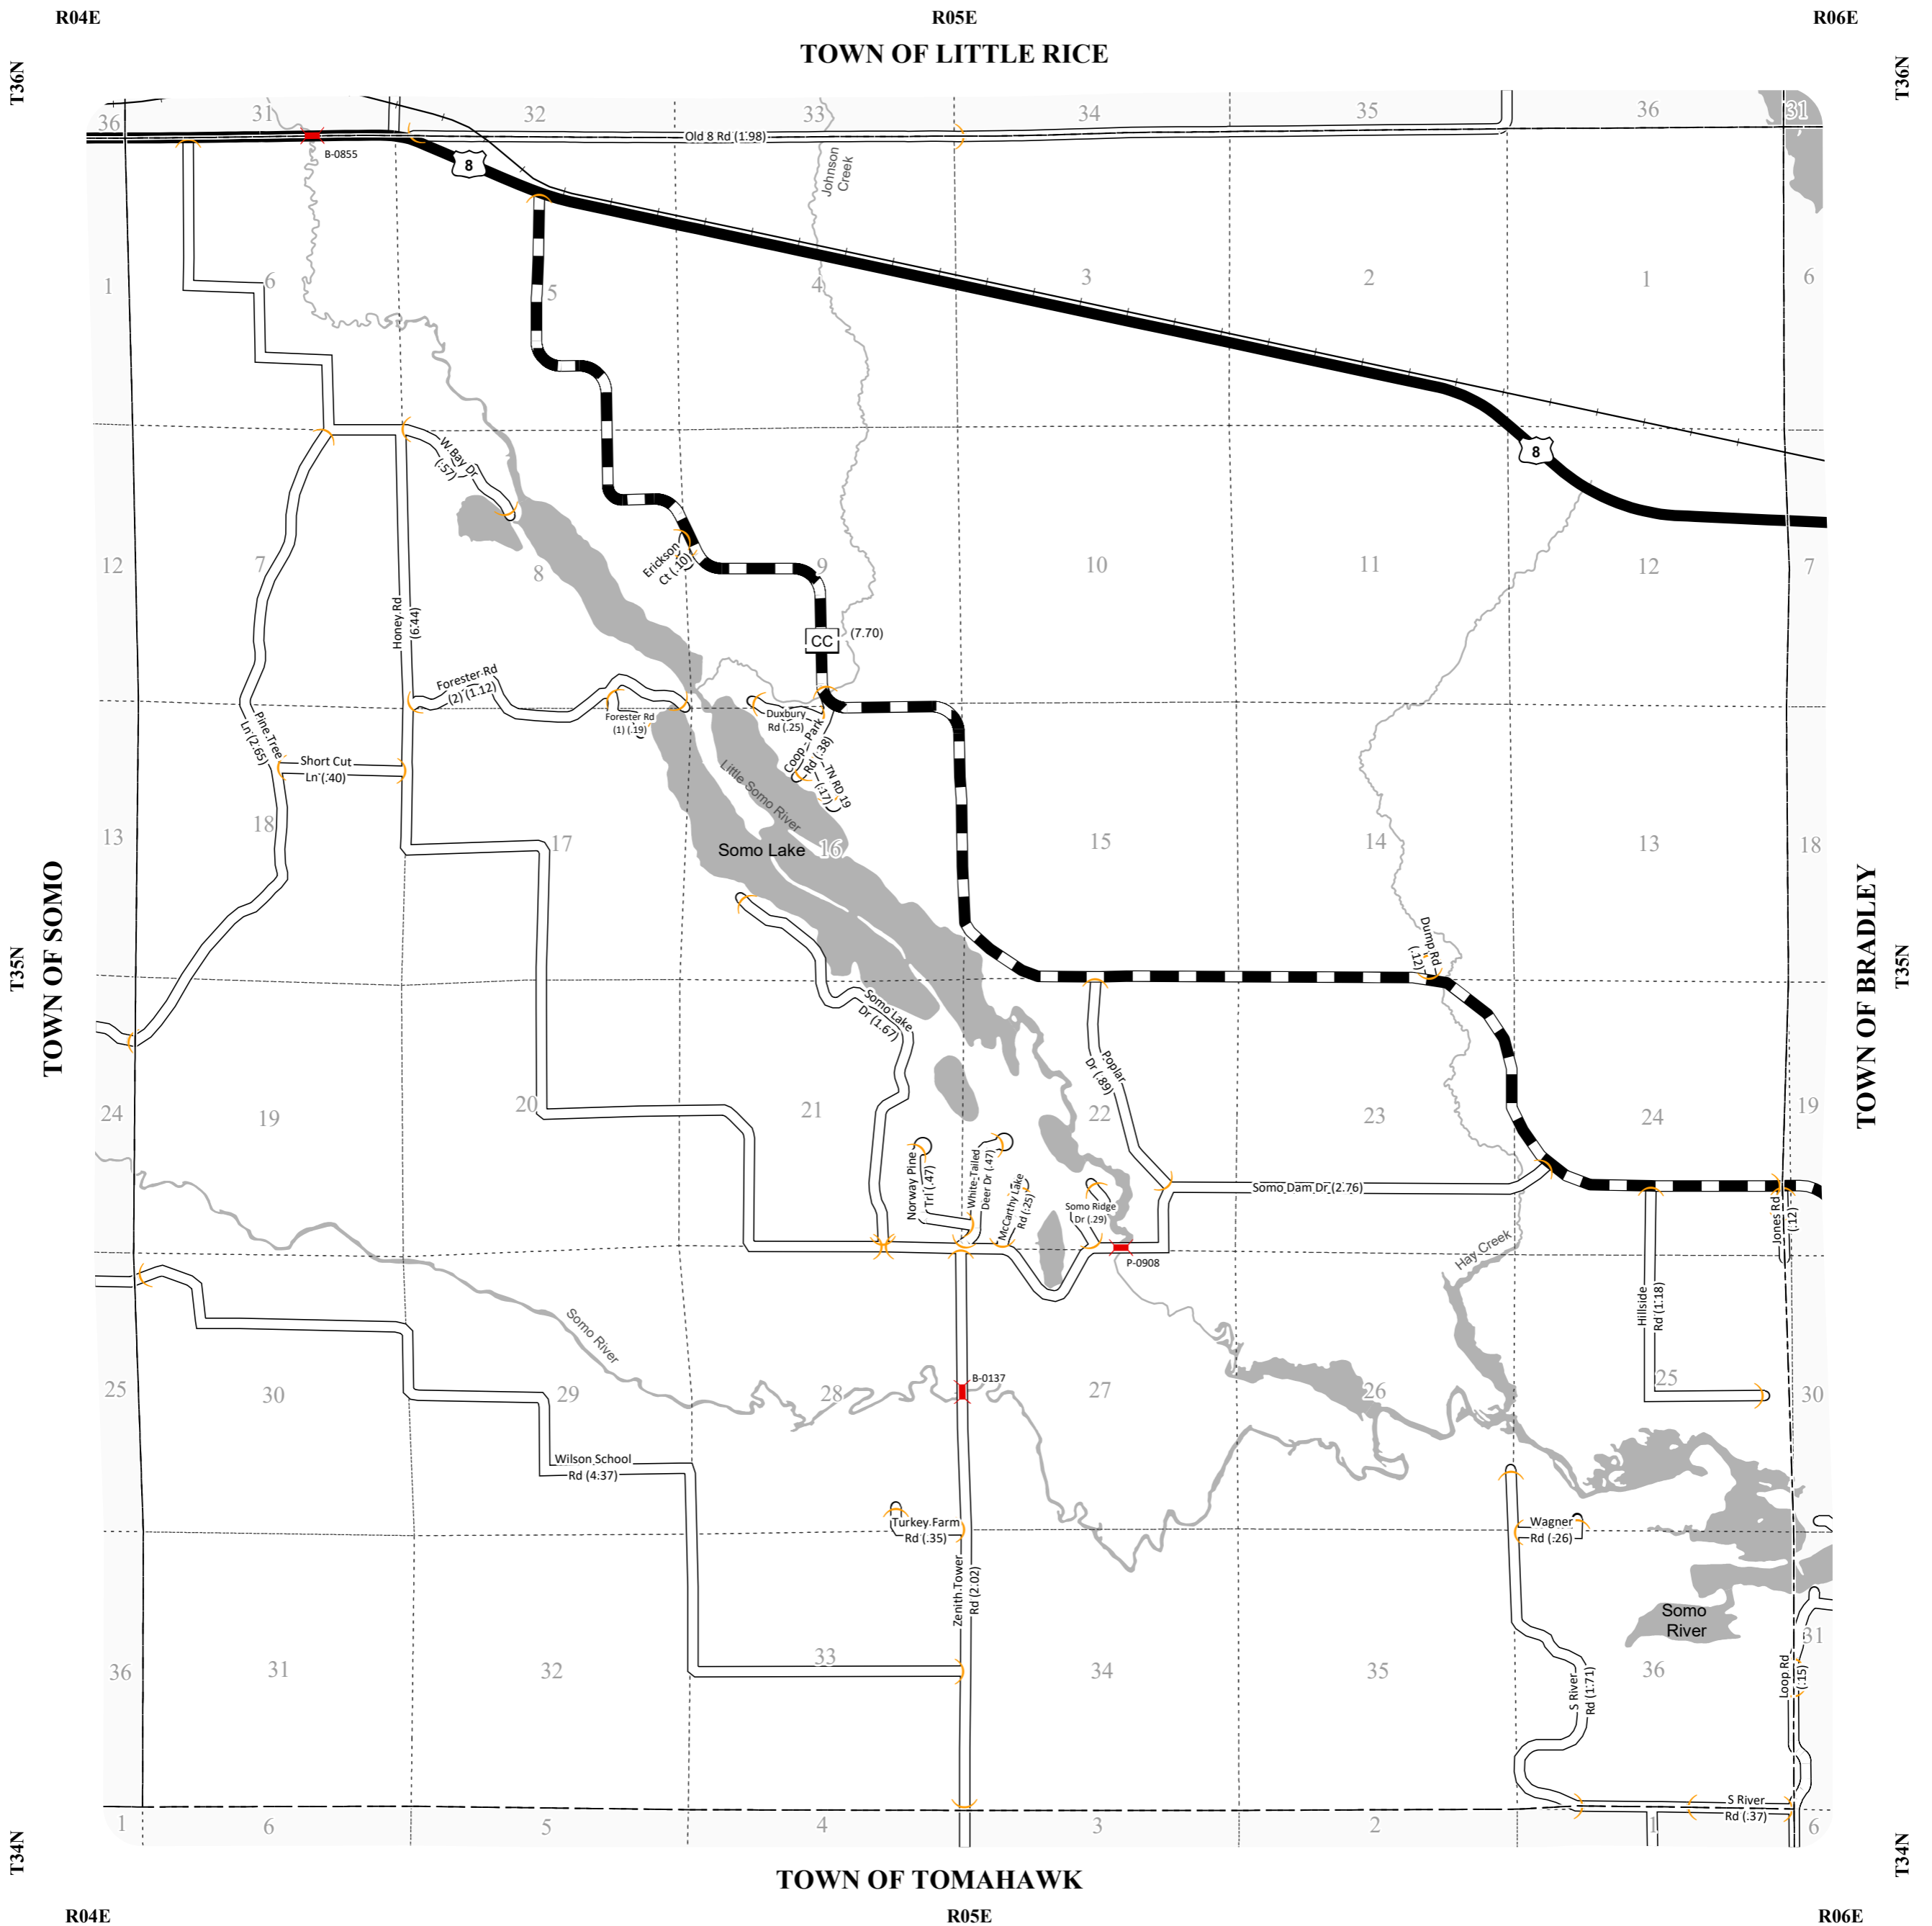 R04E
R05E
R06E
TOWN OF LITTLE RICE
T36N
T36N
36
31
32
33
34
35
36
31
Old 8 Rd (1.98)
B-0855
8
Johnson
Creek
1
6
5
4
3
2
1
6
8
W Bay Dr
(.57)
Erickson
Ct (.10)
12
7
8
9
10
11
12
7
Honey Rd
(6.44)
CC
(7.70)
Forester Rd
(2) (1.12)
Forester Rd
(1) (.19)
Duxbury
Rd (.25)
Coop - Park
Rd (.38)
TN RD 19
(.17)
Pine Tree
Ln (2.65)
Short Cut
Ln (.40)
Little Somo River
Somo Lake
13
18
17
16
15
14
13
18
TOWN OF SOMO
T35N
TOWN OF BRADLEY
T35N
Dump Rd
(.12)
Somo Lake
Dr (1.67)
Poplar
Dr (.89)
24
19
20
21
22
23
24
19
Norway Pine
Trl (.47)
White-Tailed
Deer Dr (.47)
McCarthy Lake
Rd (.25)
Somo Ridge
Dr (.29)
Somo Dam Dr (2.76)
Jones Rd
(.12)
P-0908
Hay Creek
Hillside
Rd (1.18)
Somo River
B-0137
25
30
29
28
27
26
25
30
Wilson School
Rd (4.37)
Turkey Farm
Rd (.35)
Wagner
Rd (.26)
Zenith Tower
Rd (2.02)
Somo
River
36
31
32
33
34
35
36
31
S River
Rd (1.71)
Loop Rd
(.15)
S River
Rd (.37)
1
6
5
4
3
2
1
6
T34N
T34N
TOWN OF TOMAHAWK
R04E
R05E
R06E